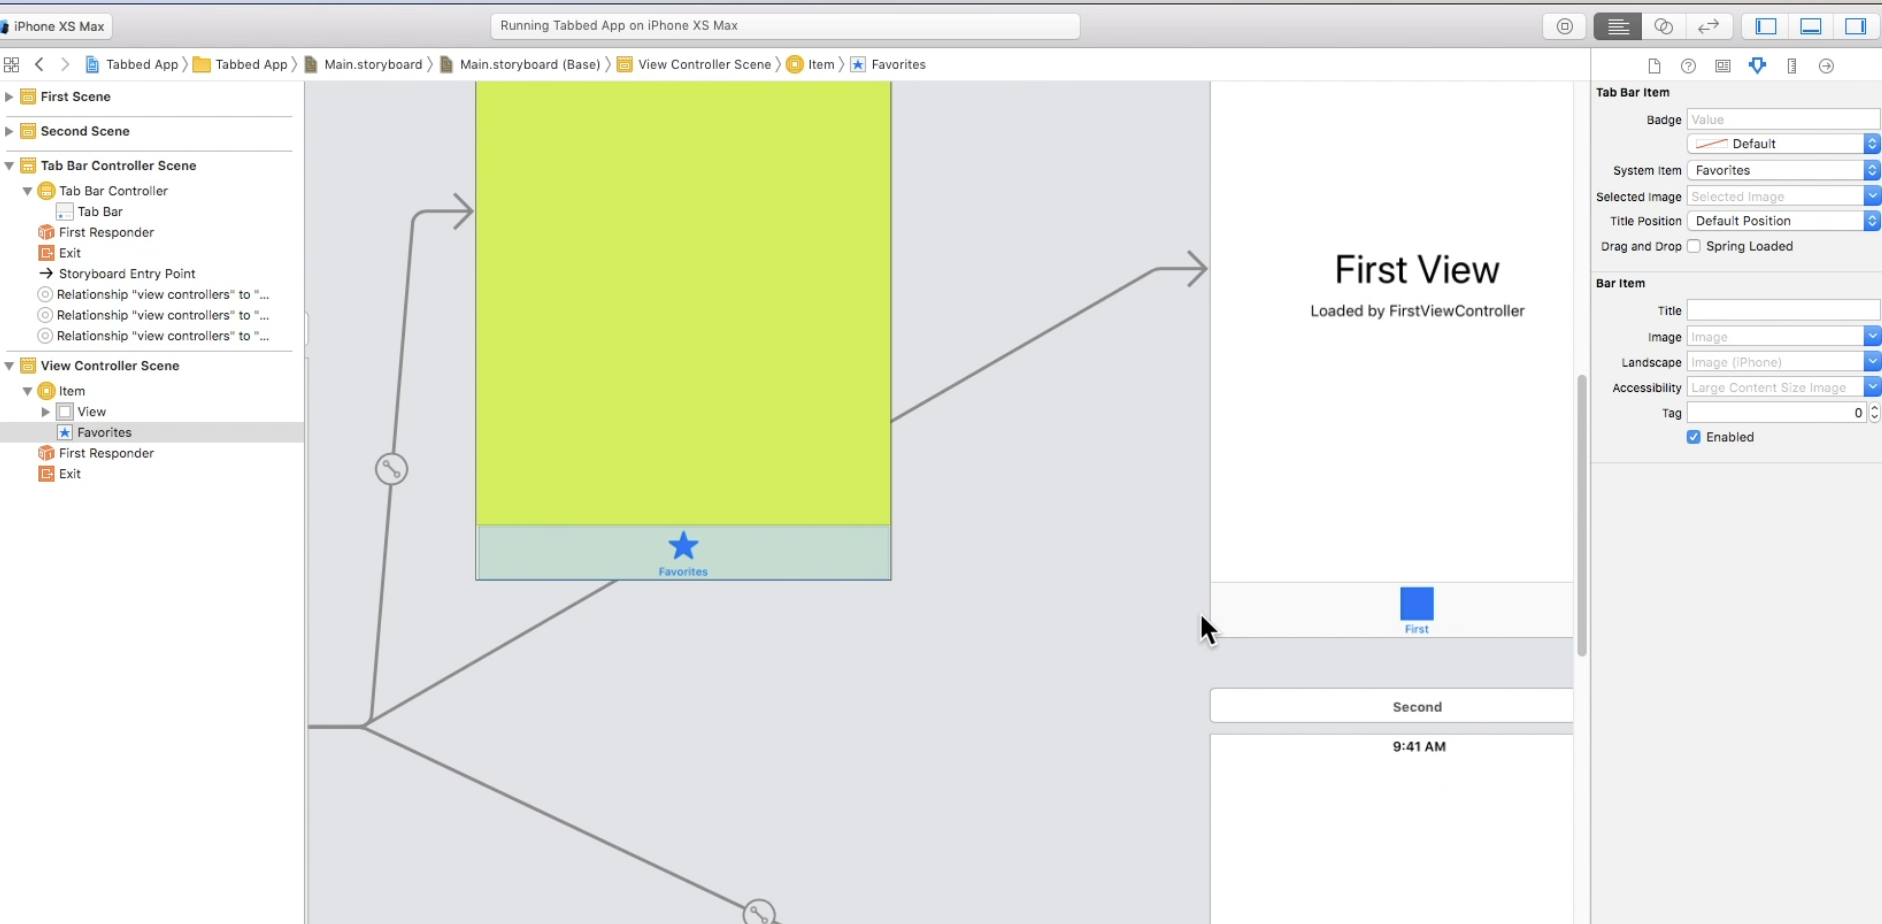 iPhone XS Max
Running Tabbed App on iPhone XS Max
Tabbed App
Tabbed App
Main.storyboard
Main.storyboard (Base)
View Controller Scene
Item
Favorites
First Scene
Second Scene
Tab Bar Controller Scene
Tab Bar Controller
Tab Bar
First Responder
Exit
Storyboard Entry Point
Relationship "view controllers" to "...
Relationship "view controllers" to "...
Relationship "view controllers" to "...
View Controller Scene
Item
View
Favorites
First Responder
Exit
Favorites
First View
Loaded by FirstViewController
First
Second
9:41 AM
Tab Bar Item
Badge Value
Default
System Item Favorites
Selected Image Selected Image
Title Position Default Position
Drag and Drop Spring Loaded
Bar Item
Title
Image Image
Landscape Image (iPhone)
Accessibility Large Content Size Image
Tag 0
Enabled